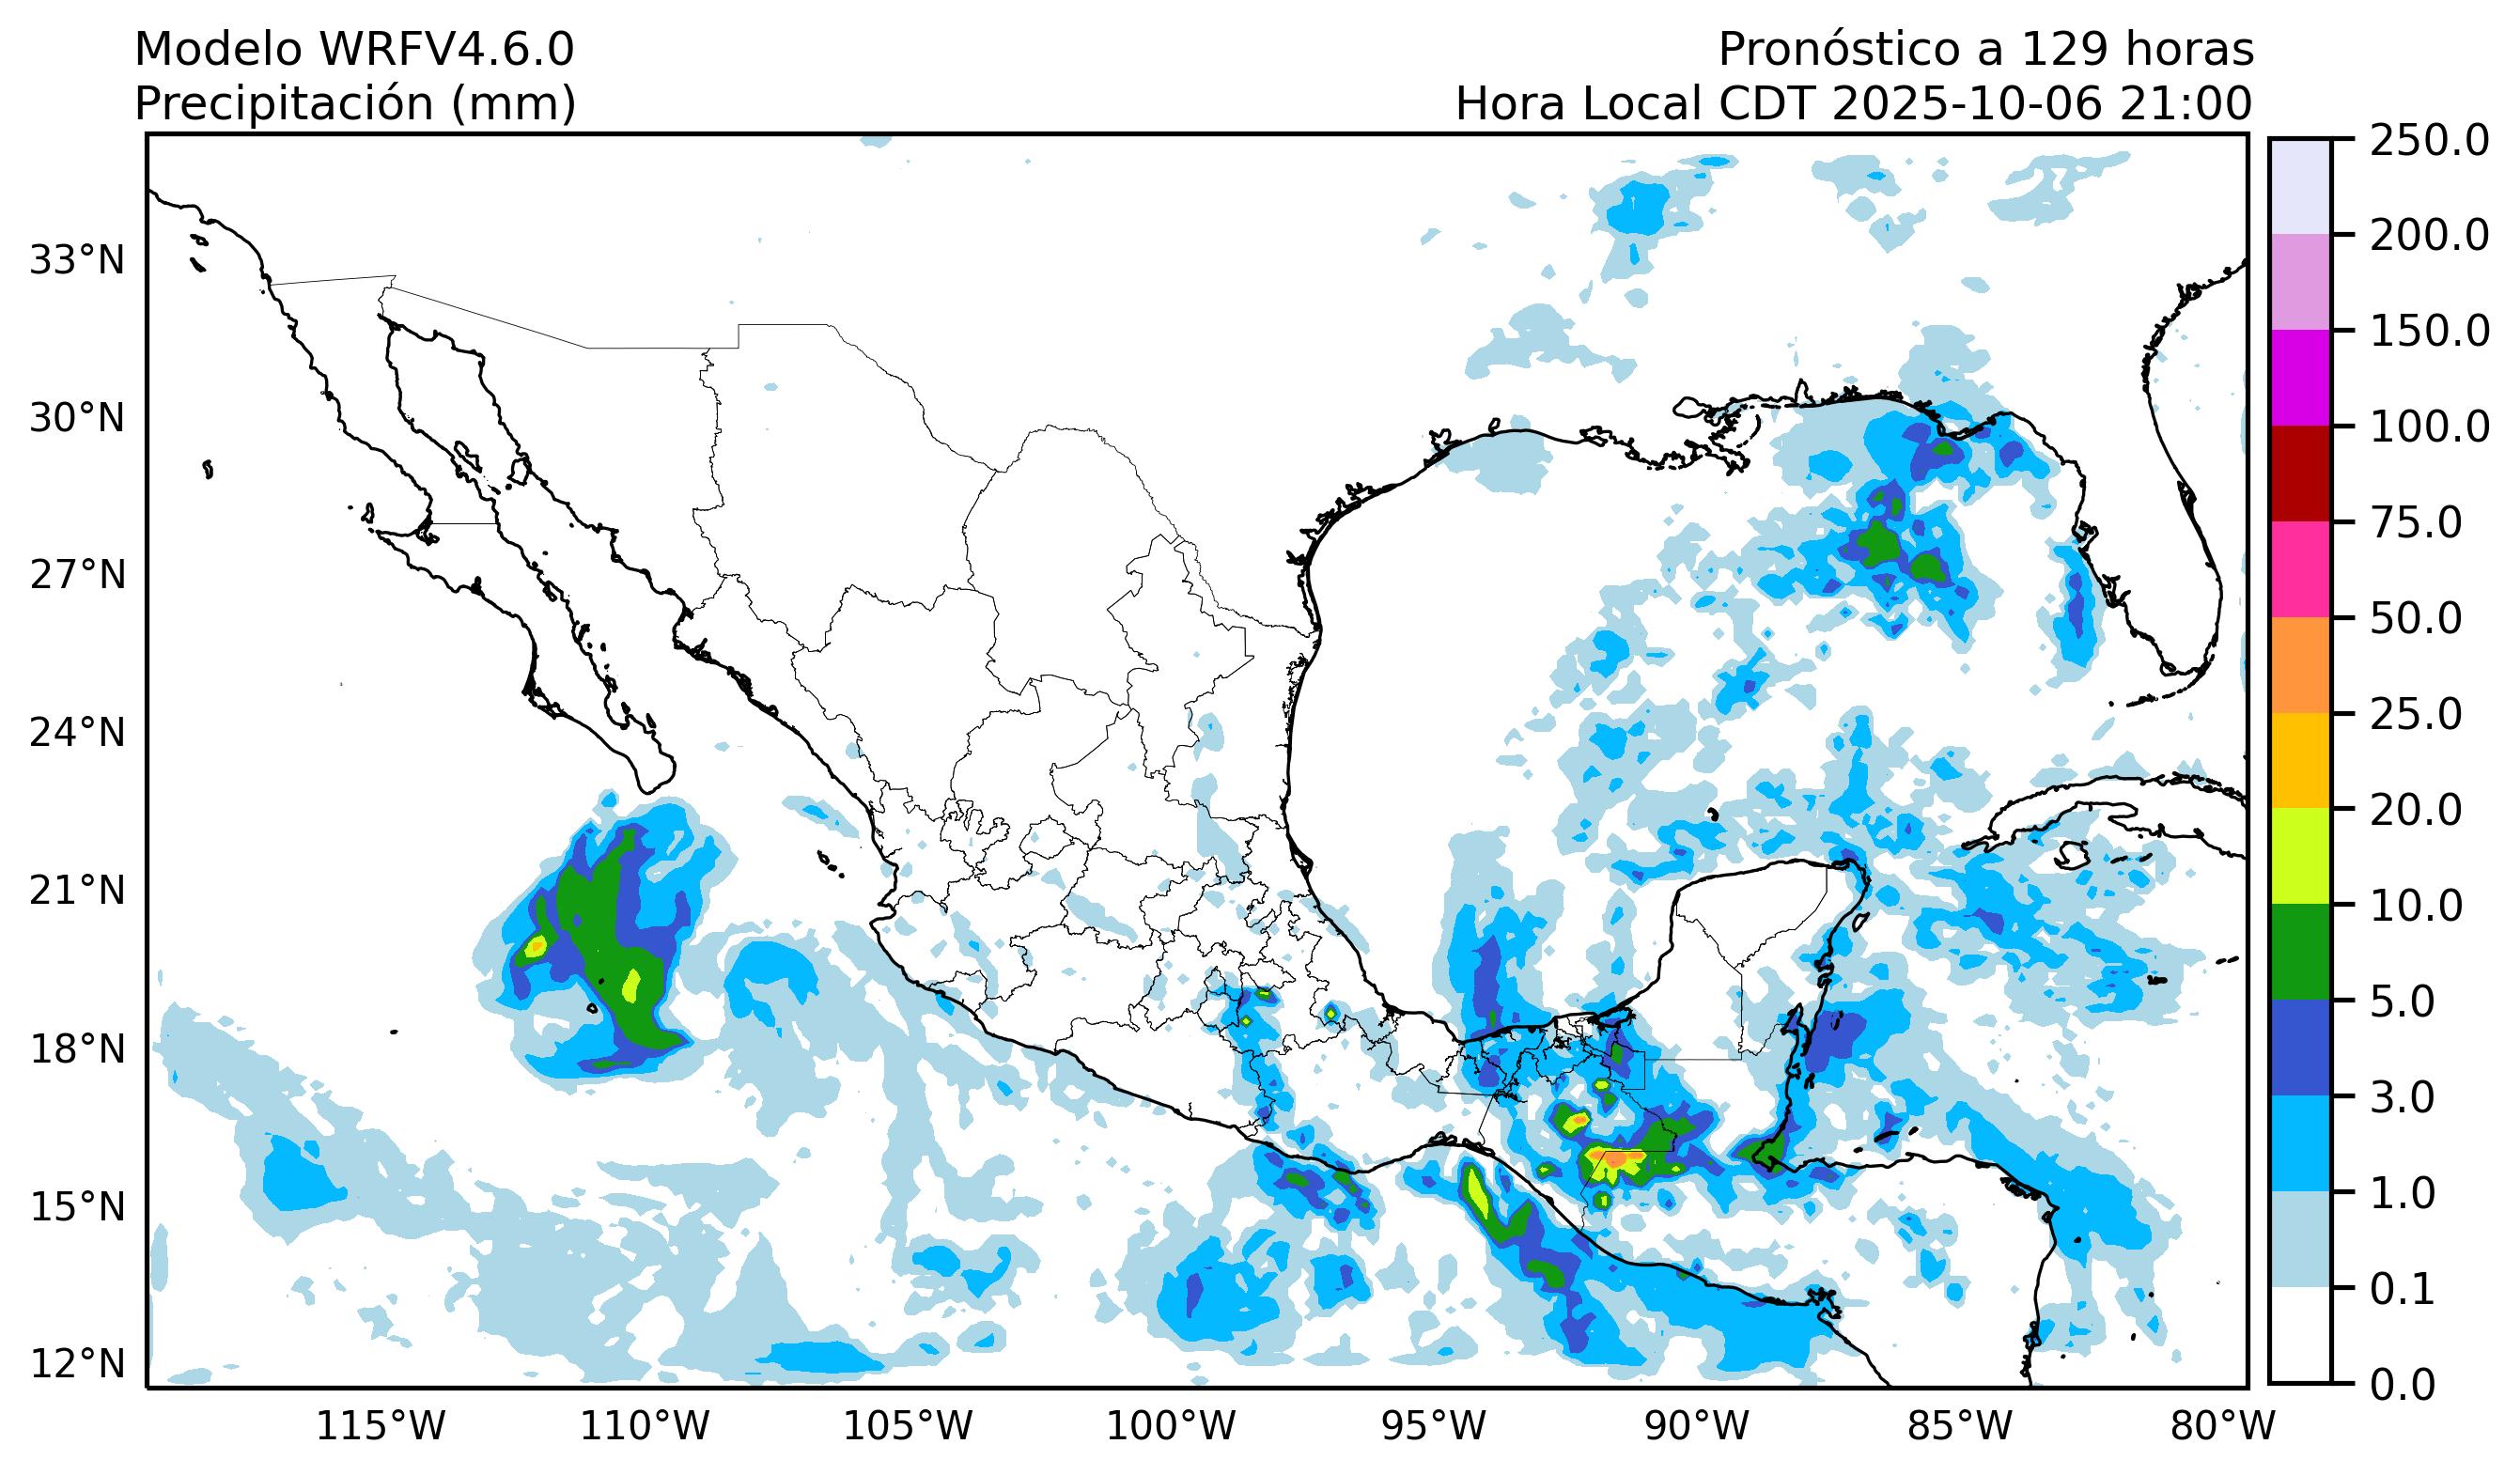 Modelo WRFV4.6.0
Precipitación (mm)
Pronóstico a 129 horas
Hora Local CDT 2025-10-06 21:00
33°N
30°N
27°N
24°N
21°N
18°N
15°N
12°N
115°W
110°W
105°W
100°W
95°W
90°W
85°W
80°W
250.0
200.0
150.0
100.0
75.0
50.0
25.0
20.0
10.0
5.0
3.0
1.0
0.1
0.0